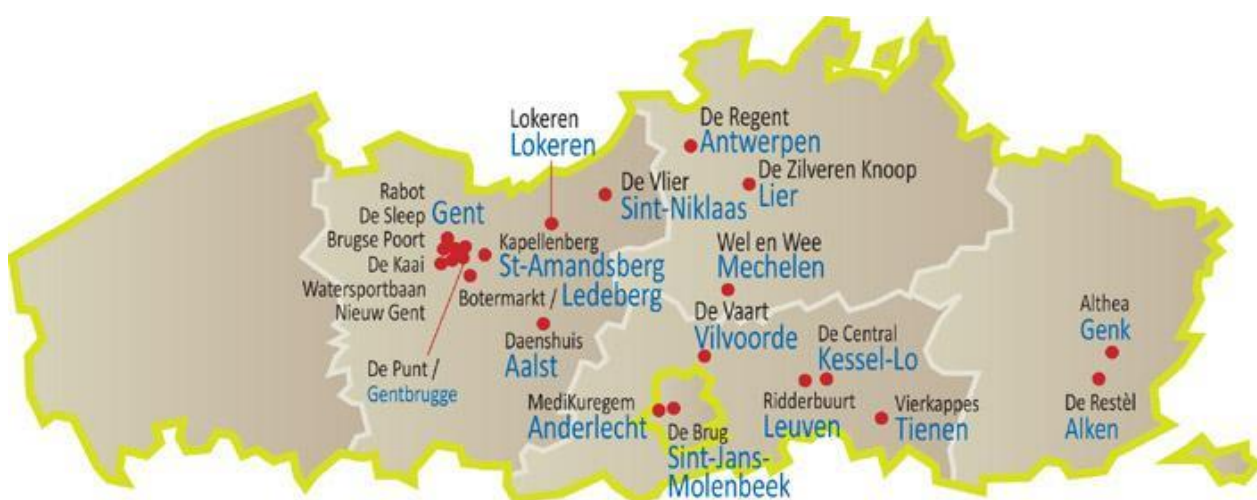 Lokeren
Lokeren
De Regent
Antwerpen
De Zilveren Knoop
Lier
De Vlier
Sint-Niklaas
Rabot
De Sleep
Gent
Brugse Poort
De Kaai
Watersportbaan
Nieuw Gent
Kapellenberg
St-Amandsberg
Botermarkt / Ledeberg
Wel en Wee
Mechelen
De Vaart
Vilvoorde
Daenshuis
Aalst
De Punt /
Gentbrugge
De Central
Kessel-Lo
Althea
Genk
MediKuregem
Anderlecht
De Brug
Sint-Jans-
Molenbeek
Ridderbuurt
Leuven
Vierkappes
Tienen
De Restèl
Alken